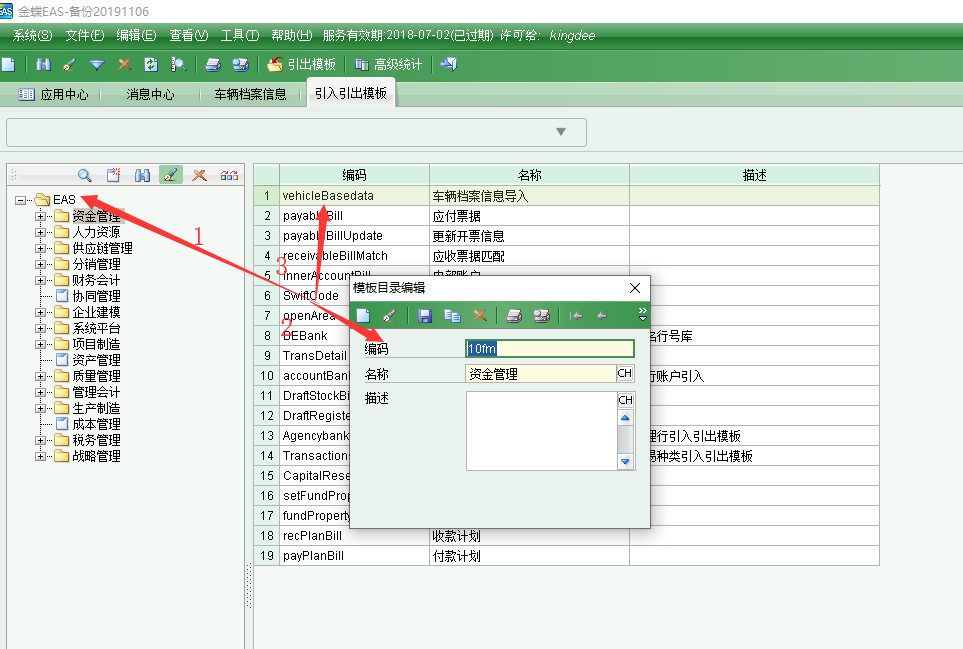 EAS 金蝶EAS-备份20191106
系统(S) 文件(F) 编辑(E) 查看(V) 工具(T) 帮助(H) 服务有效期:2018-07-02(已过期) 许可给: kingdee
引出模板 高级统计
应用中心 消息中心 车辆档案信息 引入引出模板
EAS
资金管理
人力资源
供应链管理
分销管理
财务会计
协同管理
企业建模
系统平台
项目制造
资产管理
质量管理
管理会计
生产制造
成本管理
税务管理
战略管理
1
3
2
编码 名称 描述
1 vehicleBasedata 车辆档案信息导入
2 payableBill 应付票据
3 payableBillUpdate 更新开票信息
4 receivableBillMatch 应收票据匹配
5 innerAccountBill 内部账户
6 SwiftCode
7 openArea
8 BEBank 名行号库
9 TransDetail
10 accountBan 行账户引入
11 DraftStockBi
12 DraftRegiste
13 Agencybank 理行引入引出模板
14 Transaction 易种类引入引出模板
15 CapitalRese
16 setFundProp
17 fundProperty
18 recPlanBill 收款计划
19 payPlanBill 付款计划
模板目录编辑
编码 10fm
名称 资金管理 CH
描述 CH